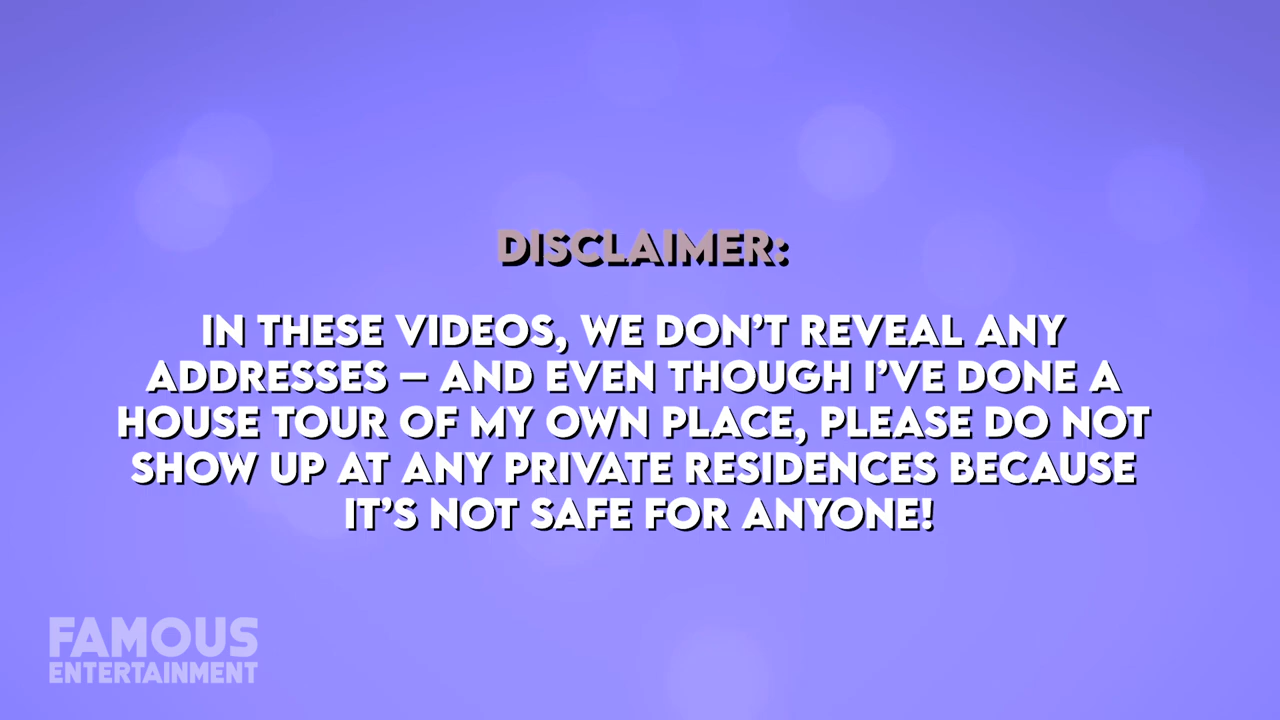 DISCLAIMER:
IN THESE VIDEOS, WE DON'T REVEAL ANY
ADDRESSES – AND EVEN THOUGH I'VE DONE A
HOUSE TOUR OF MY OWN PLACE, PLEASE DO NOT
SHOW UP AT ANY PRIVATE RESIDENCES BECAUSE
IT'S NOT SAFE FOR ANYONE!
FAMOUS
ENTERTAINMENT